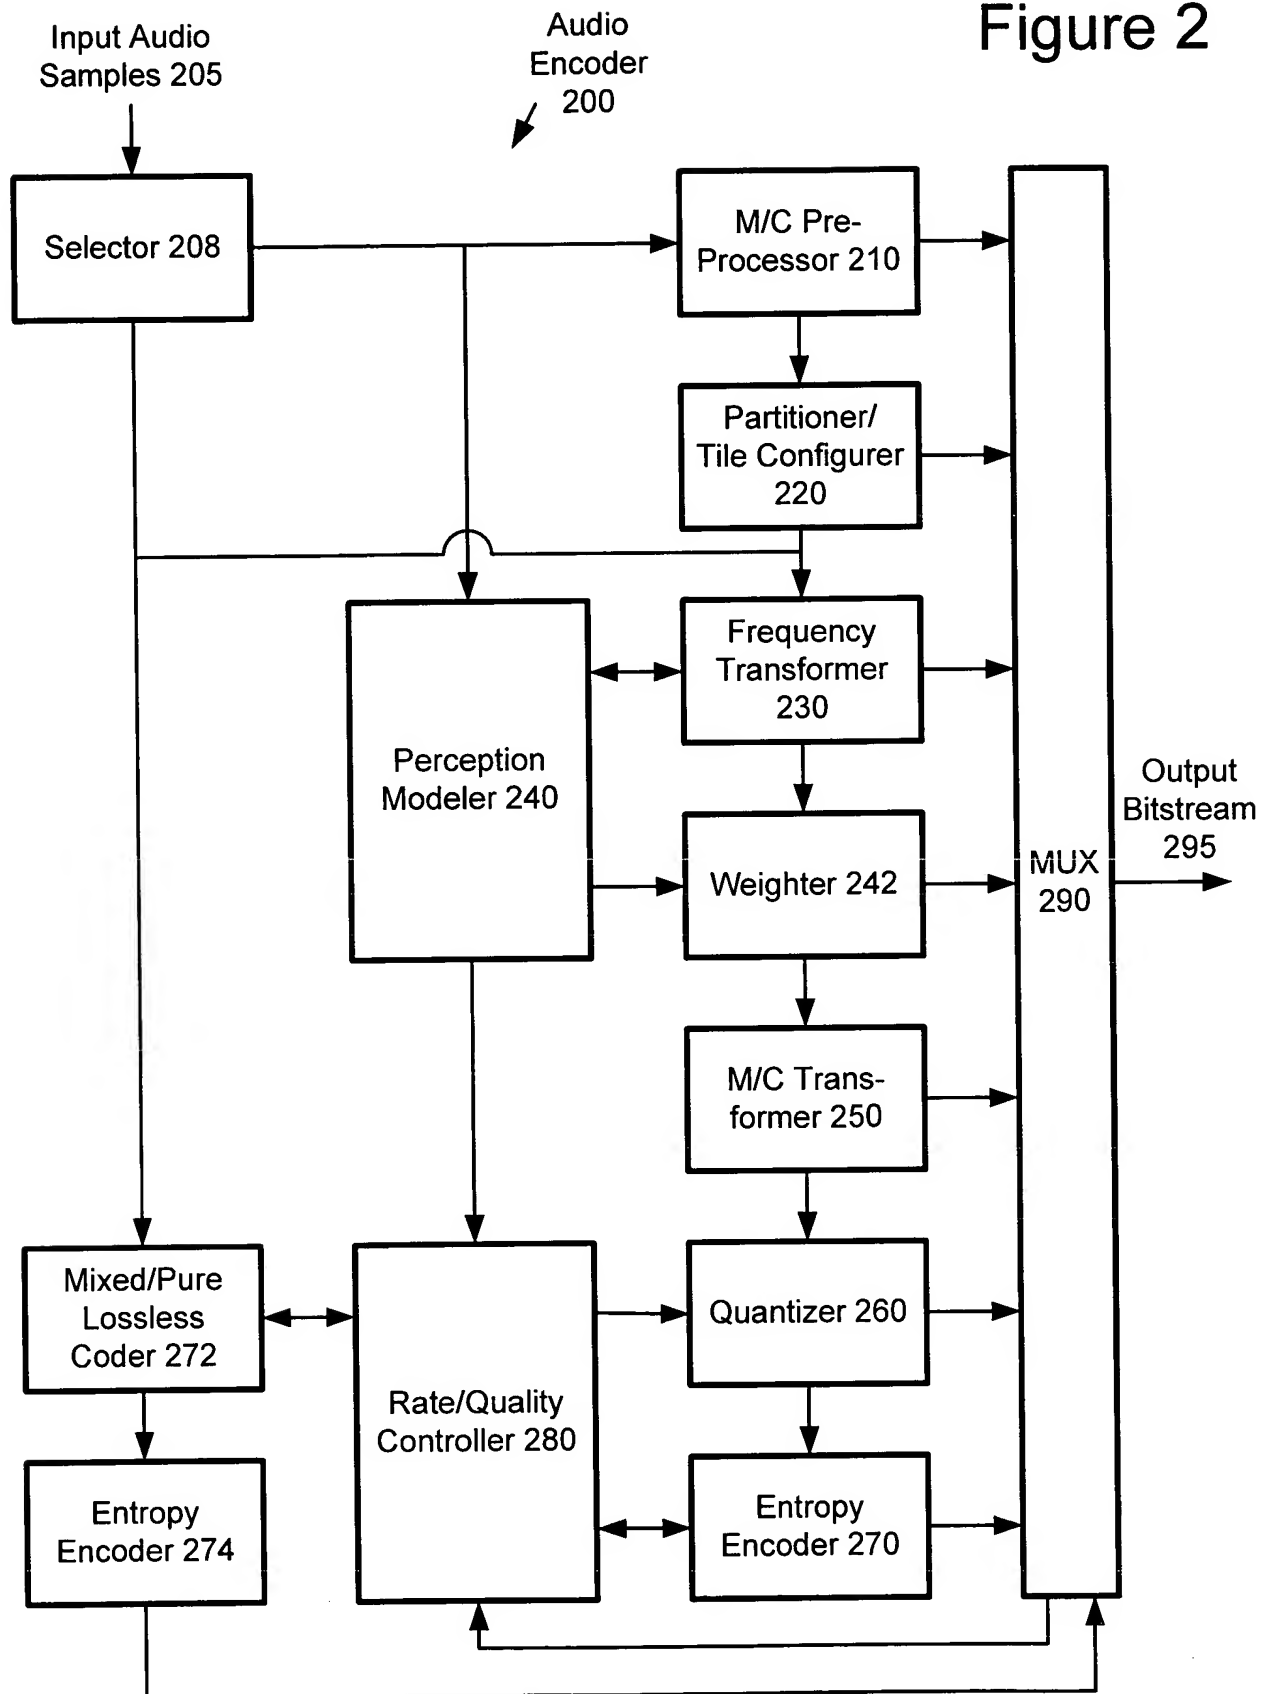 Figure 2
Input Audio
Samples 205
Audio
Encoder
200
Selector 208
M/C Pre-
Processor 210
Partitioner/
Tile Configurer
220
Frequency
Transformer
230
Perception
Modeler 240
Weighter 242
MUX
290
Output
Bitstream
295
M/C Trans-
former 250
Mixed/Pure
Lossless
Coder 272
Rate/Quality
Controller 280
Quantizer 260
Entropy
Encoder 274
Entropy
Encoder 270